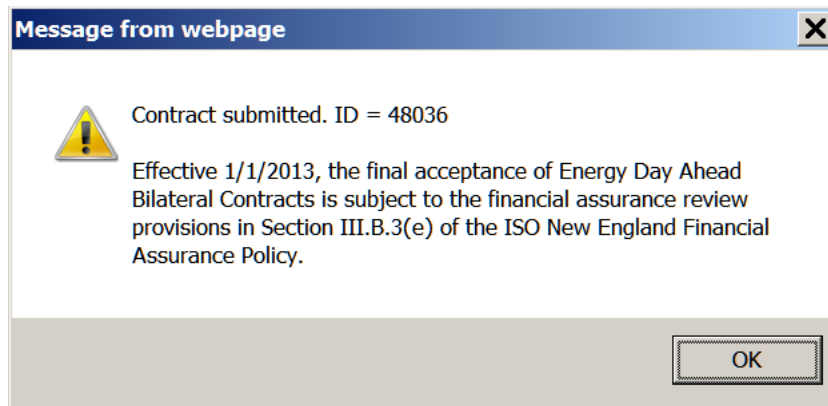 Message from webpage
Contract submitted. ID = 48036
Effective 1/1/2013, the final acceptance of Energy Day Ahead
Bilateral Contracts is subject to the financial assurance review
provisions in Section III.B.3(e) of the ISO New England Financial
Assurance Policy.
OK